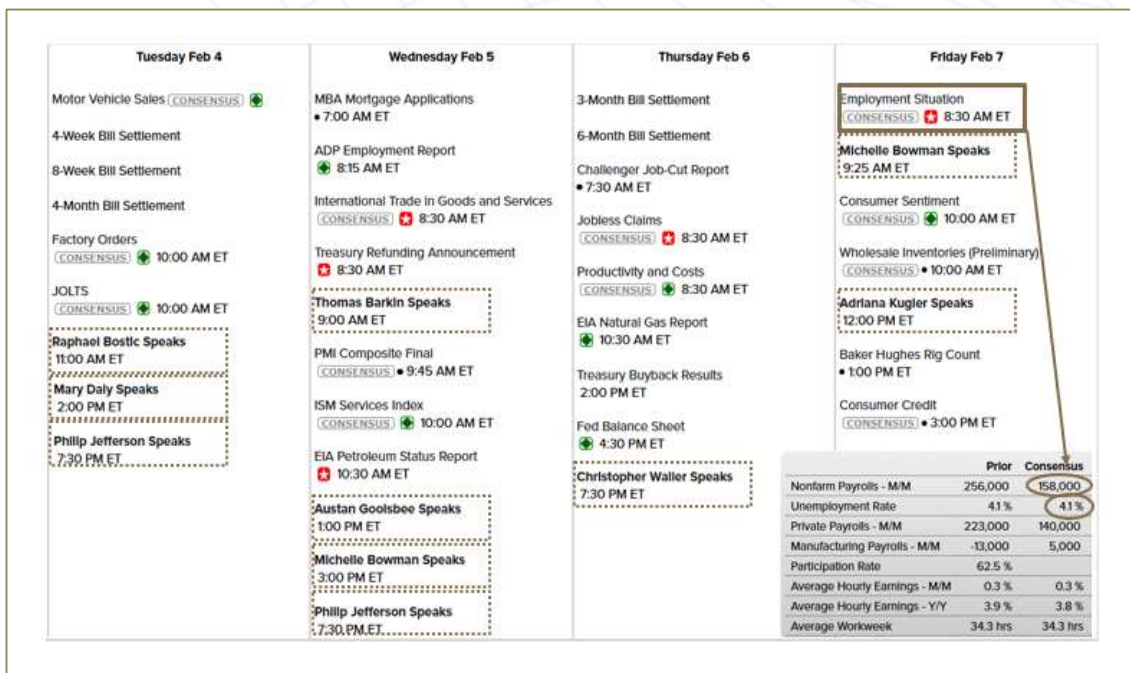 Tuesday Feb 4
Motor Vehicle Sales CONSENSUS
4-Week Bill Settlement
8-Week Bill Settlement
4-Month Bill Settlement
Factory Orders
CONSENSUS 10:00 AM ET
JOLTS
CONSENSUS 10:00 AM ET
Raphael Bostic Speaks
11:00 AM ET
Mary Daly Speaks
2:00 PM ET
Philip Jefferson Speaks
7:30 PM ET
Wednesday Feb 5
MBA Mortgage Applications
• 7:00 AM ET
ADP Employment Report
8:15 AM ET
International Trade in Goods and Services
CONSENSUS 8:30 AM ET
Treasury Refunding Announcement
8:30 AM ET
Thomas Barkin Speaks
9:00 AM ET
PMI Composite Final
CONSENSUS • 9:45 AM ET
ISM Services Index
CONSENSUS 10:00 AM ET
EIA Petroleum Status Report
10:30 AM ET
Austan Goolsbee Speaks
1:00 PM ET
Michelle Bowman Speaks
3:00 PM ET
Philip Jefferson Speaks
7:30 PM ET
Thursday Feb 6
3-Month Bill Settlement
6-Month Bill Settlement
Challenger Job-Cut Report
• 7:30 AM ET
Jobless Claims
CONSENSUS 8:30 AM ET
Productivity and Costs
CONSENSUS 8:30 AM ET
EIA Natural Gas Report
10:30 AM ET
Treasury Buyback Results
2:00 PM ET
Fed Balance Sheet
4:30 PM ET
Christopher Waller Speaks
7:30 PM ET
Friday Feb 7
Employment Situation
CONSENSUS 8:30 AM ET
Michelle Bowman Speaks
9:25 AM ET
Consumer Sentiment
CONSENSUS 10:00 AM ET
Wholesale Inventories (Preliminary)
CONSENSUS • 10:00 AM ET
Adriana Kugler Speaks
12:00 PM ET
Baker Hughes Rig Count
• 1:00 PM ET
Consumer Credit
CONSENSUS • 3:00 PM ET
Prior Consensus
Nonfarm Payrolls - M/M 256,000 158,000
Unemployment Rate 4.1 % 4.1 %
Private Payrolls - M/M 223,000 140,000
Manufacturing Payrolls - M/M -13,000 5,000
Participation Rate 62.5 %
Average Hourly Earnings - M/M 0.3 % 0.3 %
Average Hourly Earnings - Y/Y 3.9 % 3.8 %
Average Workweek 34.3 hrs 34.3 hrs